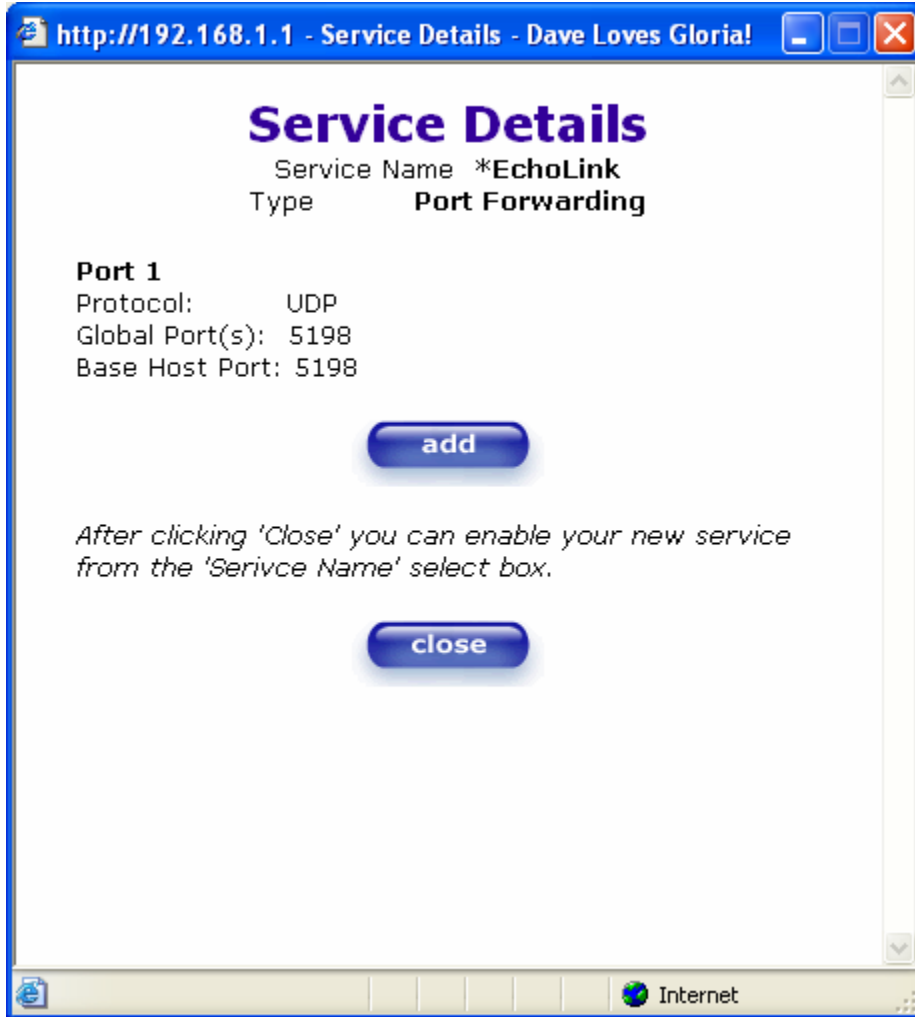 http://192.168.1.1 - Service Details - Dave Loves Gloria!
Service Details
Service Name *EchoLink
Type Port Forwarding
Port 1
Protocol: UDP
Global Port(s): 5198
Base Host Port: 5198
add
After clicking 'Close' you can enable your new service
from the 'Serivce Name' select box.
close
Internet